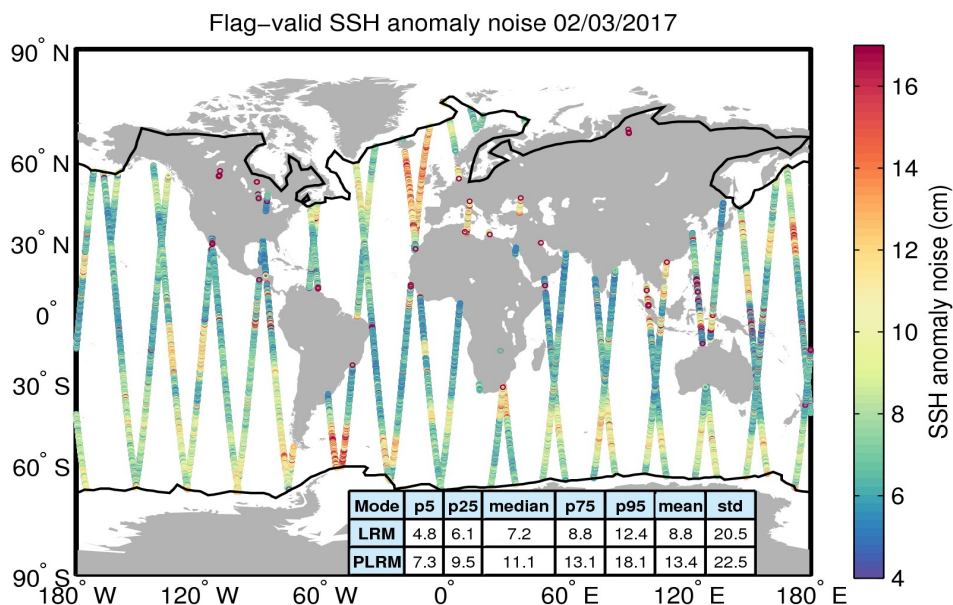 Flag−valid SSH anomaly noise 02/03/2017
90° N
60° N
30° N
0°
30° S
60° S
90° S
180° W
120° W
60° W
0°
60° E
120° E
180° E
Mode p5 p25 median p75 p95 mean std
LRM 4.8 6.1 7.2 8.8 12.4 8.8 20.5
PLRM 7.3 9.5 11.1 13.1 18.1 13.4 22.5
16
14
12
10
8
6
4
SSH anomaly noise (cm)